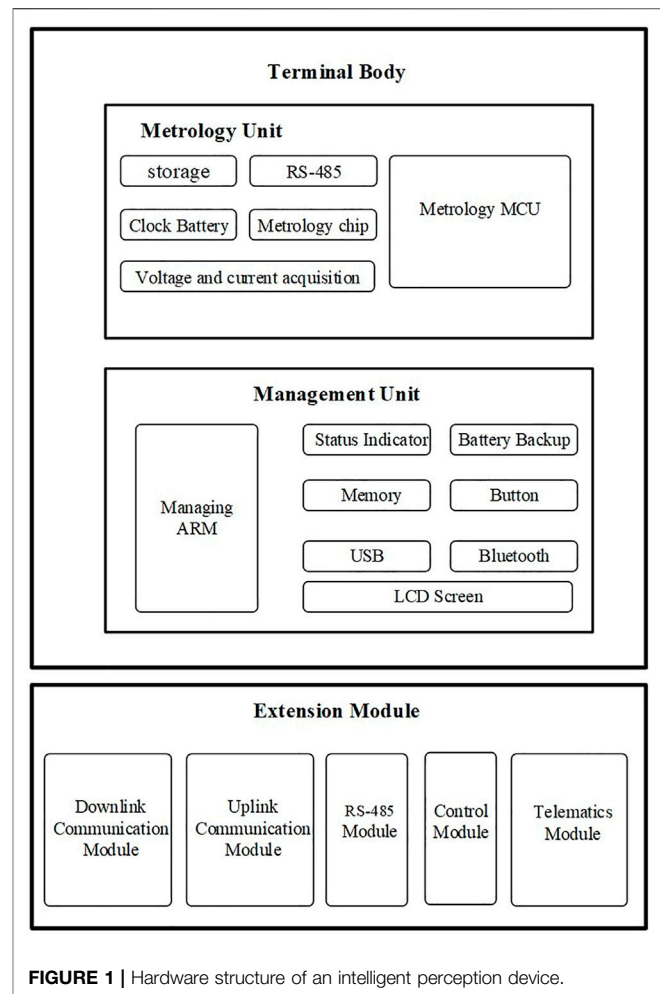 Terminal Body
Metrology Unit
storage
RS-485
Metrology MCU
Clock Battery
Metrology chip
Voltage and current acquisition
Management Unit
Managing
ARM
Status Indicator
Battery Backup
Memory
Button
USB
Bluetooth
LCD Screen
Extension Module
Downlink
Communication
Module
Uplink
Communication
Module
RS-485
Module
Control
Module
Telematics
Module
FIGURE 1 | Hardware structure of an intelligent perception device.